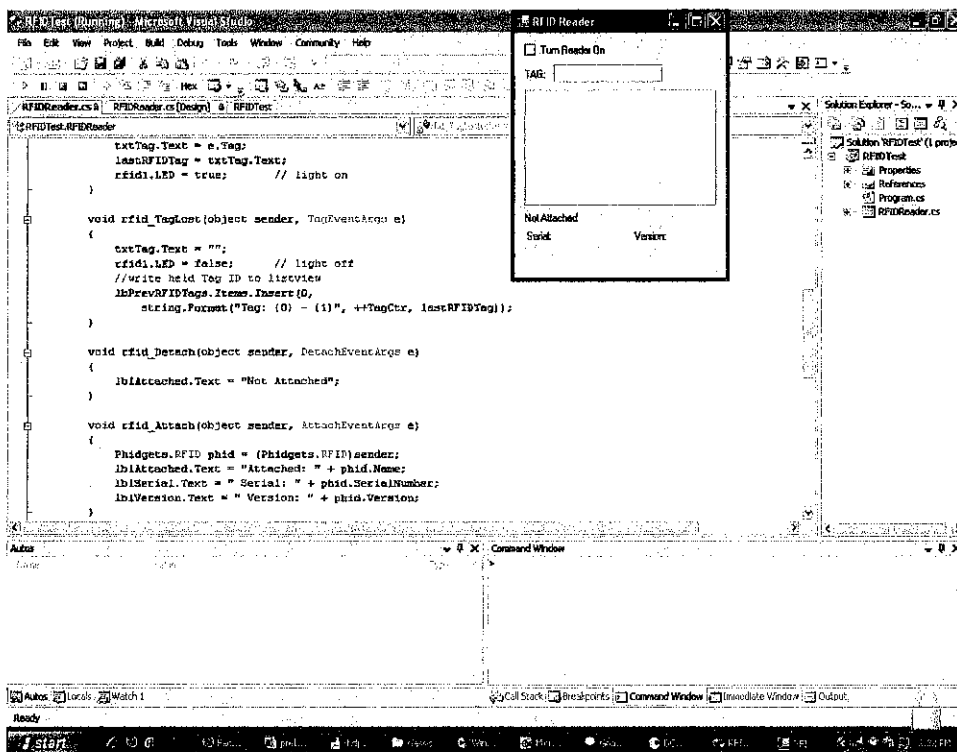 RFIDTest (Running) - Microsoft Visual Studio
File Edit View Project Build Debug Tools Window Community Help
Hex
RFIDReader.cs RFIDReader.cs [Design] RFIDTest
RFIDTest.RFIDReader
txtTag.Text = e.Tag;
lastRFIDTag = txtTag.Text;
rfid1.LED = true; // light on
}
void rfid_TagLost(object sender, TagEventArgs e)
{
txtTag.Text = "";
rfid1.LED = false; // light off
//write held Tag ID to listview
lbPrevRFIDTags.Items.Insert(0,
string.Format("Tag: {0} - {1}", ++TagCtr, lastRFIDTag));
}
void rfid_Detach(object sender, DetachEventArgs e)
{
lblAttached.Text = "Not Attached";
}
void rfid_Attach(object sender, AttachEventArgs e)
{
Phidgets.RFID phid = (Phidgets.RFID)sender;
lblAttached.Text = "Attached: " + phid.Name;
lblSerial.Text = " Serial: " + phid.SerialNumber;
lblVersion.Text = " Version: " + phid.Version;
}
RFID Reader
Turn Reader On
TAG:
Not Attached
Serial: Version:
Solution Explorer - So...
Solution 'RFIDTest' (1 proje
RFIDTest
Properties
References
Program.cs
RFIDReader.cs
Autos
Name
Command Window
>
Autos Locals Watch 1
Call Stack Breakpoints Command Window Immediate Window Output
Ready
start